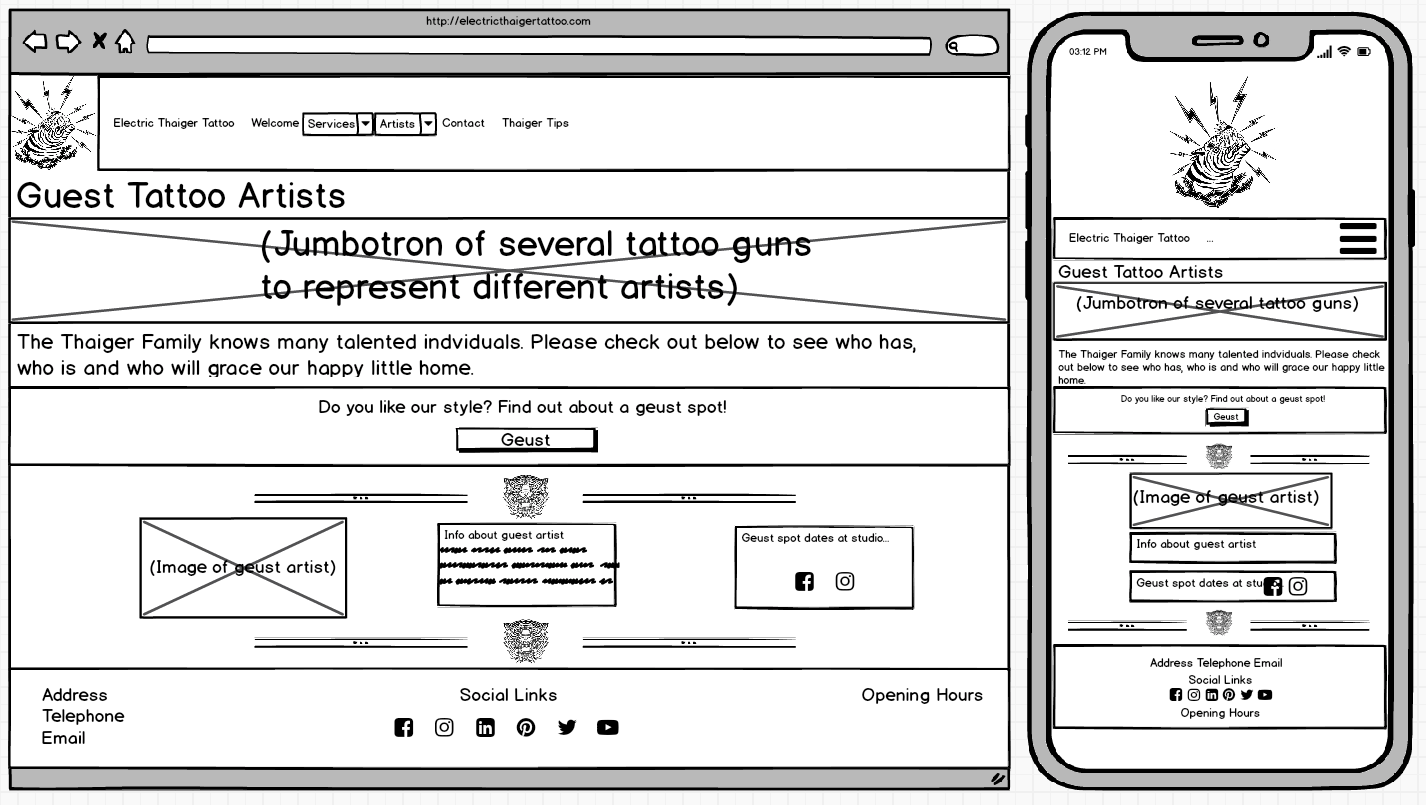 http://electricthaigertattoo.com
Electric Thaiger Tattoo Welcome Services Artists Contact Thaiger Tips
Guest Tattoo Artists
(Jumbotron of several tattoo guns
to represent different artists)
The Thaiger Family knows many talented indviduals. Please check out below to see who has,
who is and who will grace our happy little home.
Do you like our style? Find out about a geust spot!
Geust
(Image of geust artist)
Info about guest artist
Geust spot dates at studio...
Address
Telephone
Email
Social Links
Opening Hours
03:12 PM
Electric Thaiger Tattoo ...
Guest Tattoo Artists
(Jumbotron of several tattoo guns)
The Thaiger Family knows many talented indviduals. Please check
out below to see who has, who is and who will grace our happy little
home.
Do you like our style? Find out about a geust spot!
Geust
(Image of geust artist)
Info about guest artist
Geust spot dates at
Address Telephone Email
Social Links
Opening Hours